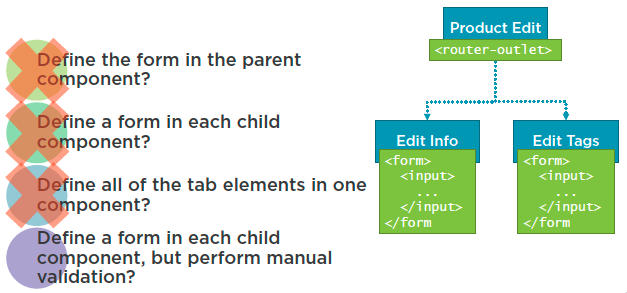 Define the form in the parent
component?
Define a form in each child
component?
Define all of the tab elements in one
component?
Define a form in each child
component, but perform manual
validation?
Product Edit
<router-outlet>
Edit Info
<form>
<input>
...
</input>
</form
Edit Tags
<form>
<input>
...
</input>
</form